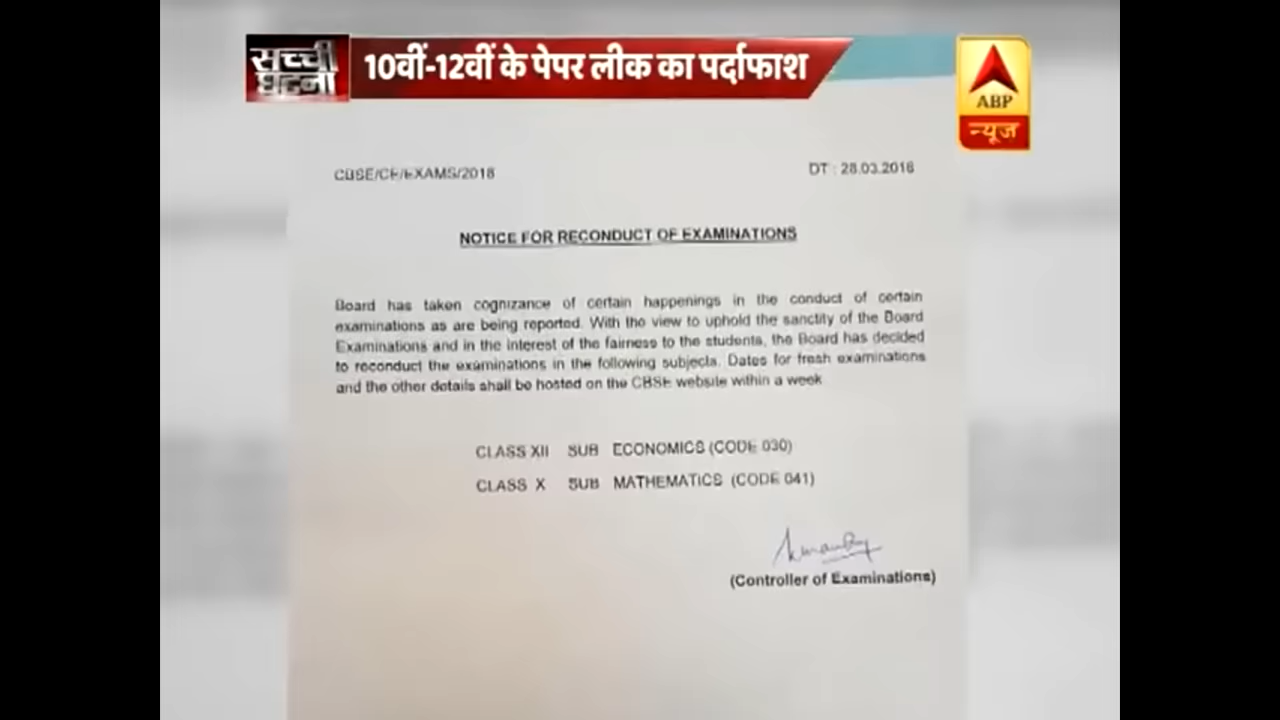 सच्ची
घटना
10वीं-12वीं के पेपर लीक का पर्दाफाश
ABP
न्यूज़
CBSE/CE/EXAMS/2018
DT : 28.03.2018
NOTICE FOR RECONDUCT OF EXAMINATIONS
Board has taken cognizance of certain happenings in the conduct of certain
examinations as are being reported. With the view to uphold the sanctity of the Board
Examinations and in the interest of the fairness to the students, the Board has decided
to reconduct the examinations in the following subjects. Dates for fresh examinations
and the other details shall be hosted on the CBSE website within a week
CLASS XII SUB ECONOMICS (CODE 030)
CLASS X SUB MATHEMATICS (CODE 041)
(Controller of Examinations)